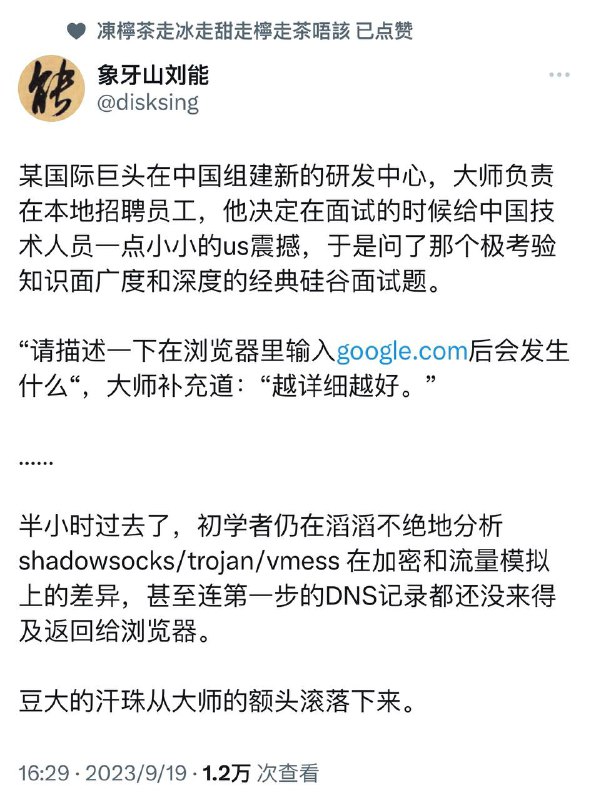 凍檸茶走冰走甜走檸走茶唔該 已点赞
象牙山刘能
@disksing
某国际巨头在中国组建新的研发中心，大师负责
在本地招聘员工，他决定在面试的时候给中国技
术人员一点小小的us震撼，于是问了那个极考验
知识面广度和深度的经典硅谷面试题。
“请描述一下在浏览器里输入google.com后会发生
什么“，大师补充道：“越详细越好。”
......
半小时过去了，初学者仍在滔滔不绝地分析
shadowsocks/trojan/vmess 在加密和流量模拟
上的差异，甚至连第一步的DNS记录都还没来得
及返回给浏览器。
豆大的汗珠从大师的额头滚落下来。
16:29 · 2023/9/19 · 1.2万 次查看